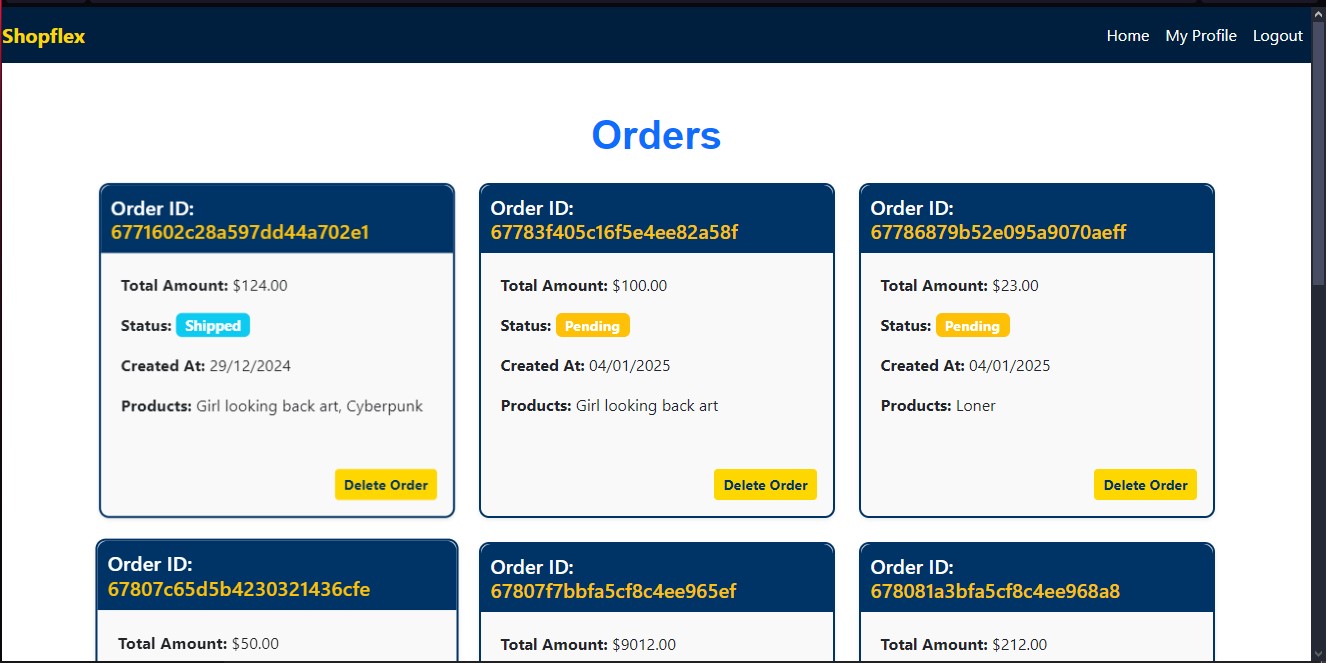 Shopflex
Home My Profile Logout
Orders
Order ID:
6771602c28a597dd44a702e1
Total Amount: $124.00
Status: Shipped
Created At: 29/12/2024
Products: Girl looking back art, Cyberpunk
Delete Order
Order ID:
67783f405c16f5e4ee82a58f
Total Amount: $100.00
Status: Pending
Created At: 04/01/2025
Products: Girl looking back art
Delete Order
Order ID:
67786879b52e095a9070aeff
Total Amount: $23.00
Status: Pending
Created At: 04/01/2025
Products: Loner
Delete Order
Order ID:
67807c65d5b4230321436cfe
Total Amount: $50.00
Order ID:
67807f7bbfa5cf8c4ee965ef
Total Amount: $9012.00
Order ID:
678081a3bfa5cf8c4ee968a8
Total Amount: $212.00